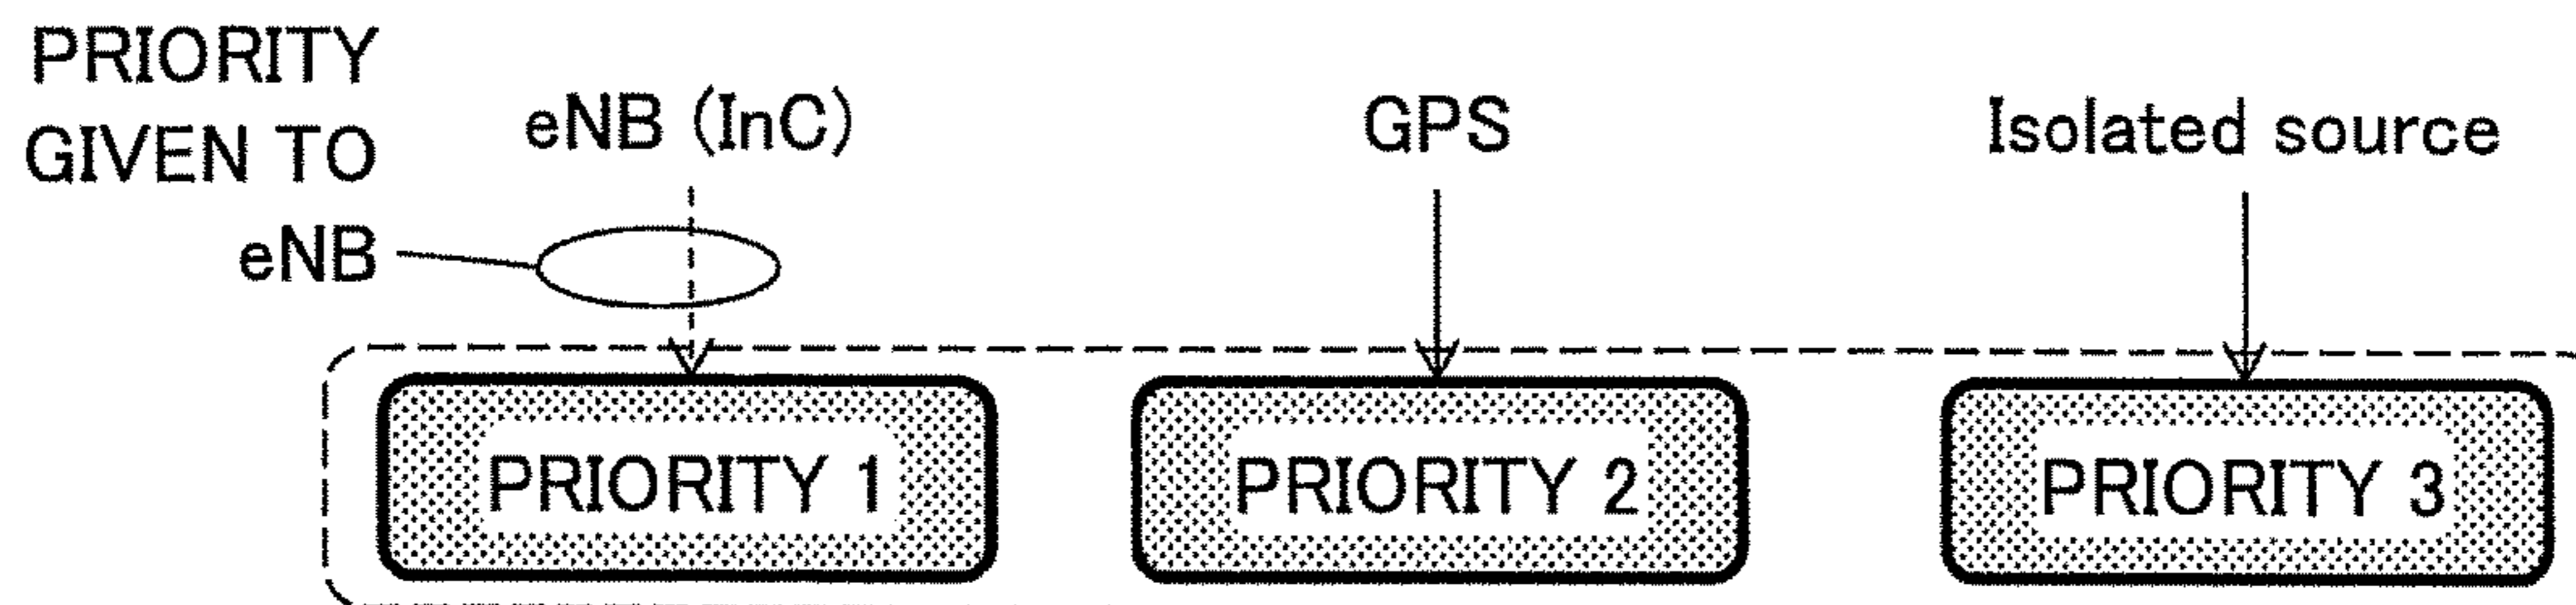 PRIORITY
GIVEN TO
eNB
eNB (InC)
GPS
Isolated source
PRIORITY 1
PRIORITY 2
PRIORITY 3